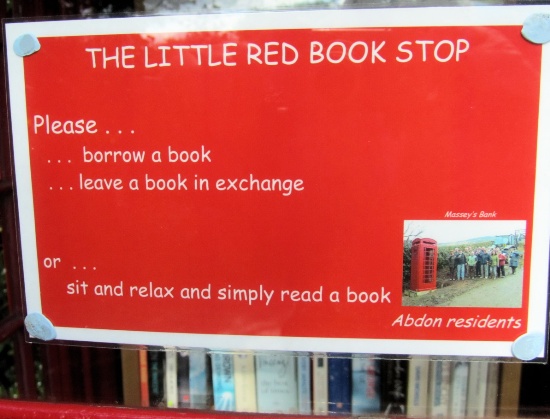 THE LITTLE RED BOOK STOP
Please . . .
. . . borrow a book
. . . leave a book in exchange
or . . .
sit and relax and simply read a book
Massey's Bank
Abdon residents